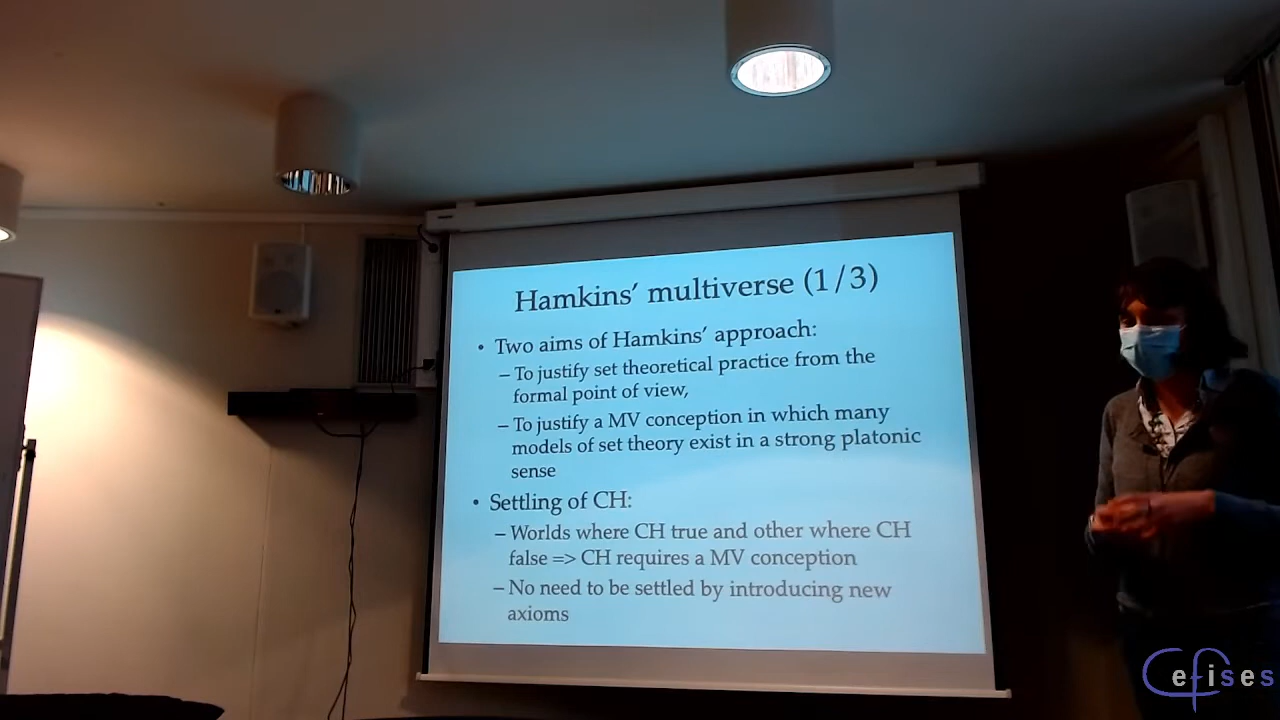 Hamkins' multiverse (1/3)
• Two aims of Hamkins' approach:
– To justify set theoretical practice from the
formal point of view,
– To justify a MV conception in which many
models of set theory exist in a strong platonic
sense
• Settling of CH:
– Worlds where CH true and other where CH
false => CH requires a MV conception
– No need to be settled by introducing new
axioms
Cefises